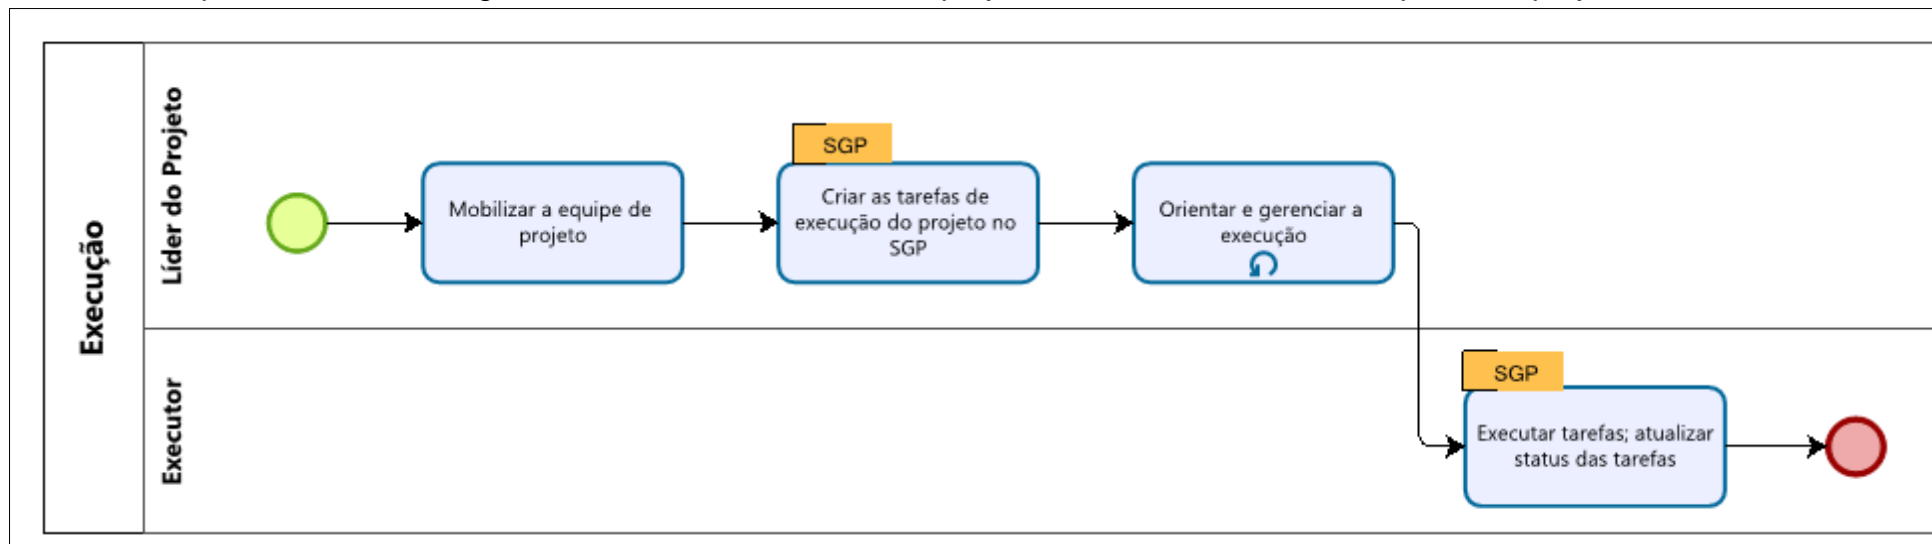 Execução
Líder do Projeto
Mobilizar a equipe de
projeto
SGP
Criar as tarefas de
execução do projeto no
SGP
Orientar e gerenciar a
execução
Executor
SGP
Executar tarefas; atualizar
status das tarefas